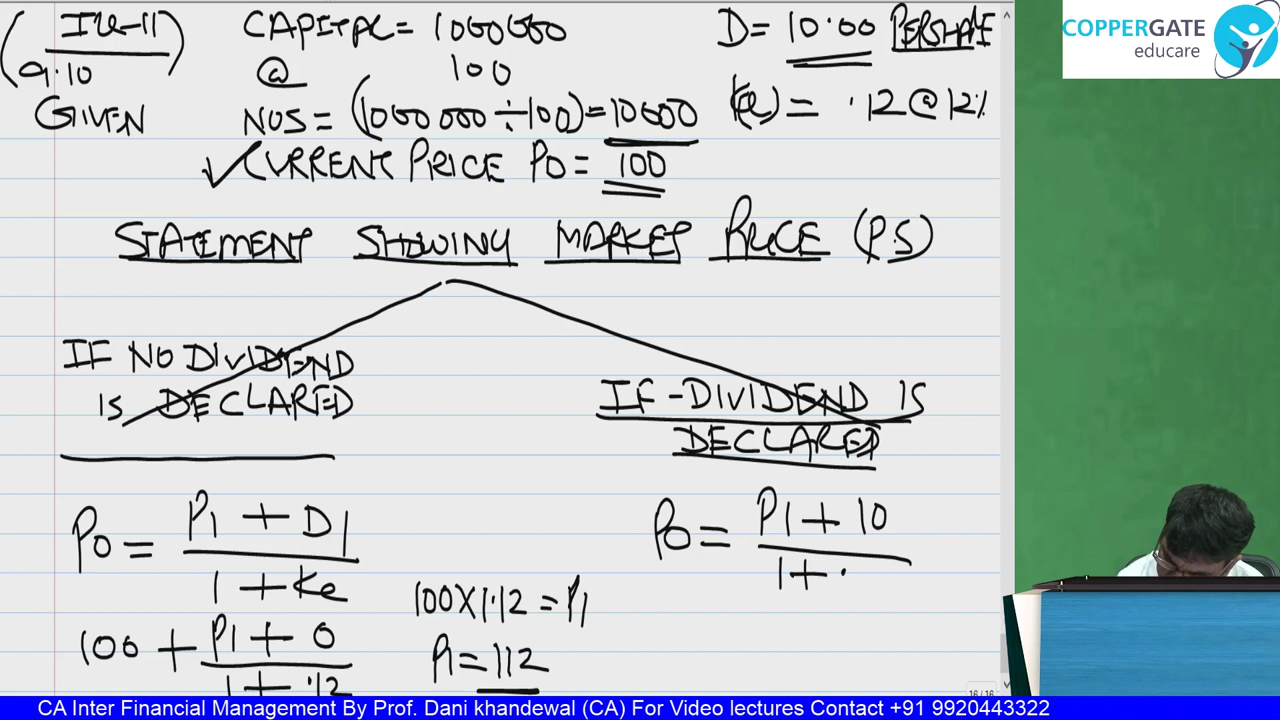 (ILL-11)
Q.10
GIVEN
CAPITAL = 1000000
@ 100
NOS = (1000000 ÷ 100) = 10000
✓ CURRENT PRICE P0 = 100
D = 10.00 PERSHARE
(Ke) = .12 @ 12%
STATEMENT SHOWING MARKET PRICE (P.S)
IF NO DIVIDEND
IS DECLARED
P0 = P1 + D1
1 + Ke
100 + P1 + 0
1 + .12
100 X 1.12 = P1
P1 = 112
IF - DIVIDEND IS
DECLARED
P0 = P1 + 10
1 + .
16/16
COPPERGATE
educare
CA Inter Financial Management By Prof. Dani khandewal (CA) For Video lectures Contact +91 9920443322